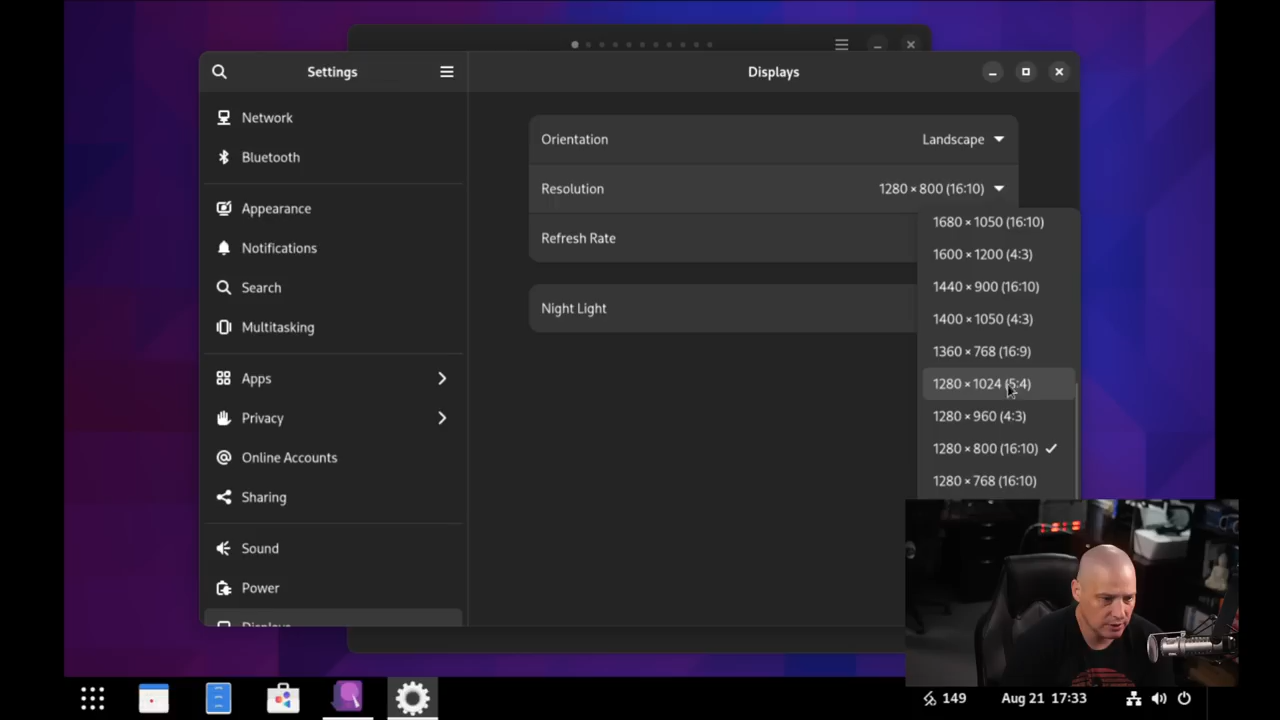 Settings
Displays
Network
Bluetooth
Appearance
Notifications
Search
Multitasking
Apps
Privacy
Online Accounts
Sharing
Sound
Power
Displays
Orientation
Landscape
Resolution
1280 × 800 (16:10)
Refresh Rate
Night Light
1680 × 1050 (16:10)
1600 × 1200 (4:3)
1440 × 900 (16:10)
1400 × 1050 (4:3)
1360 × 768 (16:9)
1280 × 1024 (5:4)
1280 × 960 (4:3)
1280 × 800 (16:10)
1280 × 768 (16:10)
149
Aug 21 17:33